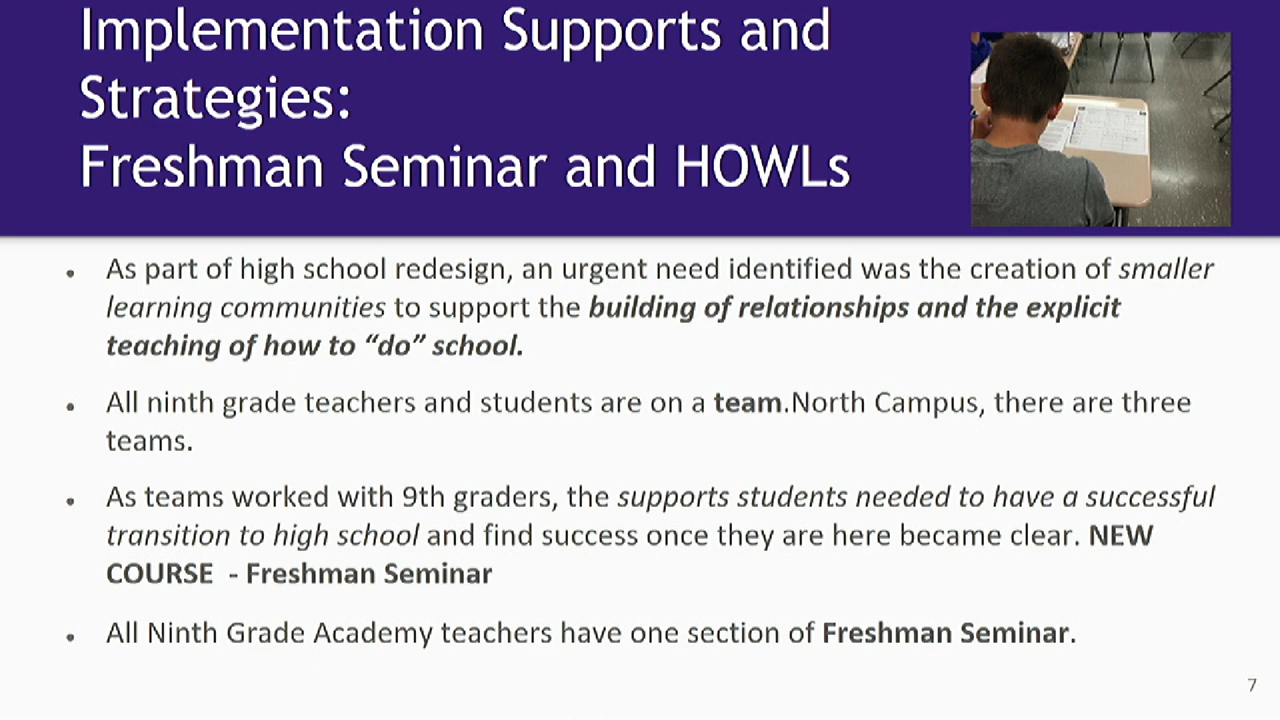 Implementation Supports and
Strategies:
Freshman Seminar and HOWLs
• As part of high school redesign, an urgent need identified was the creation of smaller
learning communities to support the building of relationships and the explicit
teaching of how to “do” school.
• All ninth grade teachers and students are on a team.North Campus, there are three
teams.
• As teams worked with 9th graders, the supports students needed to have a successful
transition to high school and find success once they are here became clear. NEW
COURSE  - Freshman Seminar
• All Ninth Grade Academy teachers have one section of Freshman Seminar.
7